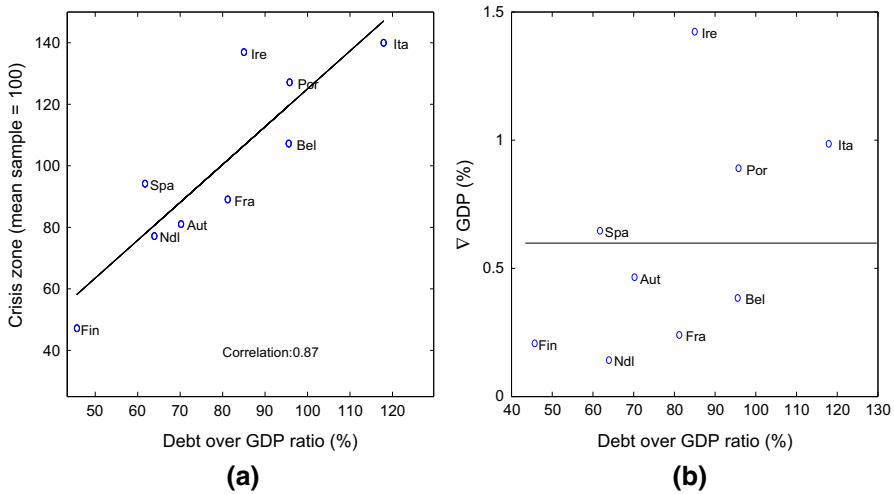 Crisis zone (mean sample = 100)
140
120
100
80
60
40
Ire
Ita
Por
Bel
Spa
Fra
Aut
Ndl
Fin
Correlation:0.87
50 60 70 80 90 100 110 120
Debt over GDP ratio (%)
(a)
∇ GDP (%)
1.5
1
0.5
0
Ire
Ita
Por
Spa
Aut
Bel
Fra
Fin
Ndl
40 50 60 70 80 90 100 110 120 130
Debt over GDP ratio (%)
(b)